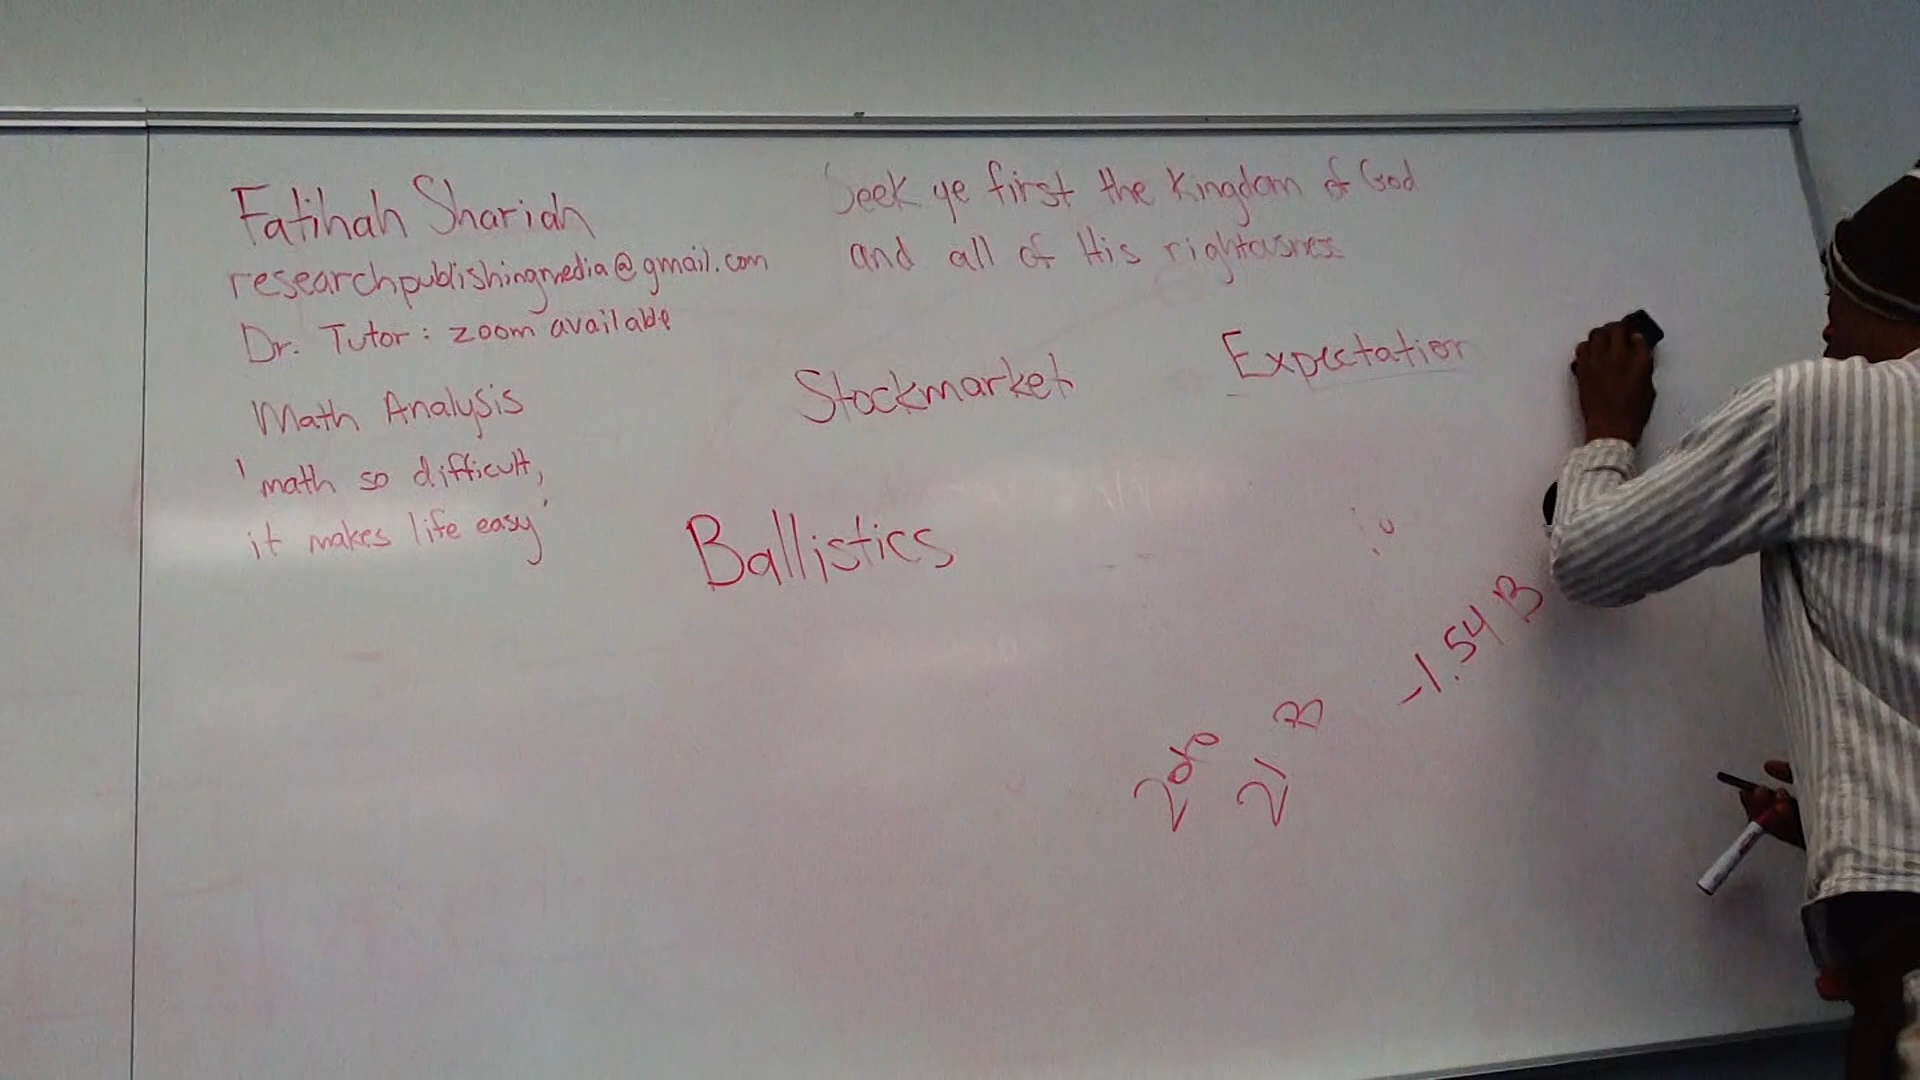 Fatihah Shariah
researchpublishingmedia@gmail.com
Dr. Tutor: zoom available
Math Analysis
'math so difficult,
it makes life easy'
Seek ye first the Kingdom of God
and all of His rightousness
Stockmarket
Expectation
Ballistics
21 B
-1.54 B